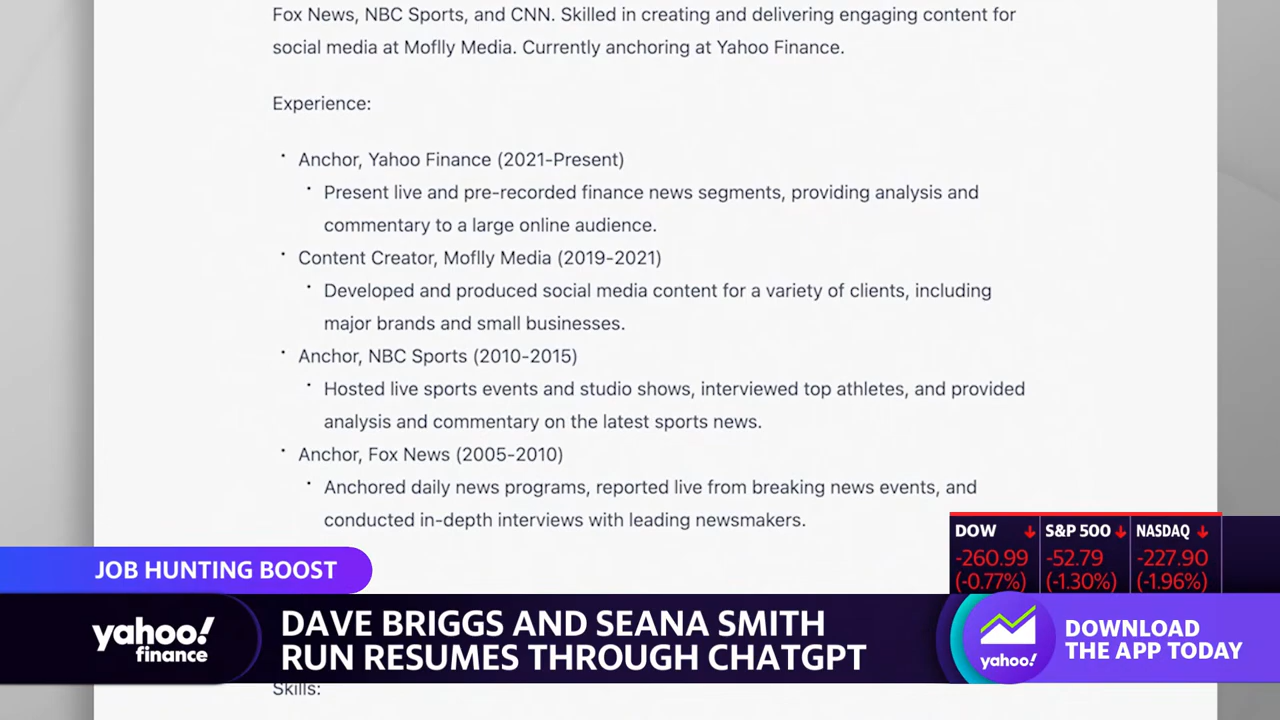 Fox News, NBC Sports, and CNN. Skilled in creating and delivering engaging content for
social media at Moflly Media. Currently anchoring at Yahoo Finance.
Experience:
• Anchor, Yahoo Finance (2021-Present)
• Present live and pre-recorded finance news segments, providing analysis and
commentary to a large online audience.
• Content Creator, Moflly Media (2019-2021)
• Developed and produced social media content for a variety of clients, including
major brands and small businesses.
• Anchor, NBC Sports (2010-2015)
• Hosted live sports events and studio shows, interviewed top athletes, and provided
analysis and commentary on the latest sports news.
• Anchor, Fox News (2005-2010)
• Anchored daily news programs, reported live from breaking news events, and
conducted in-depth interviews with leading newsmakers.
DOW S&P 500 NASDAQ
-260.99 -52.79 -227.90
(-0.77%) (-1.30%) (-1.96%)
JOB HUNTING BOOST
yahoo!
finance
DAVE BRIGGS AND SEANA SMITH
RUN RESUMES THROUGH CHATGPT
yahoo!
DOWNLOAD
THE APP TODAY
Skills: